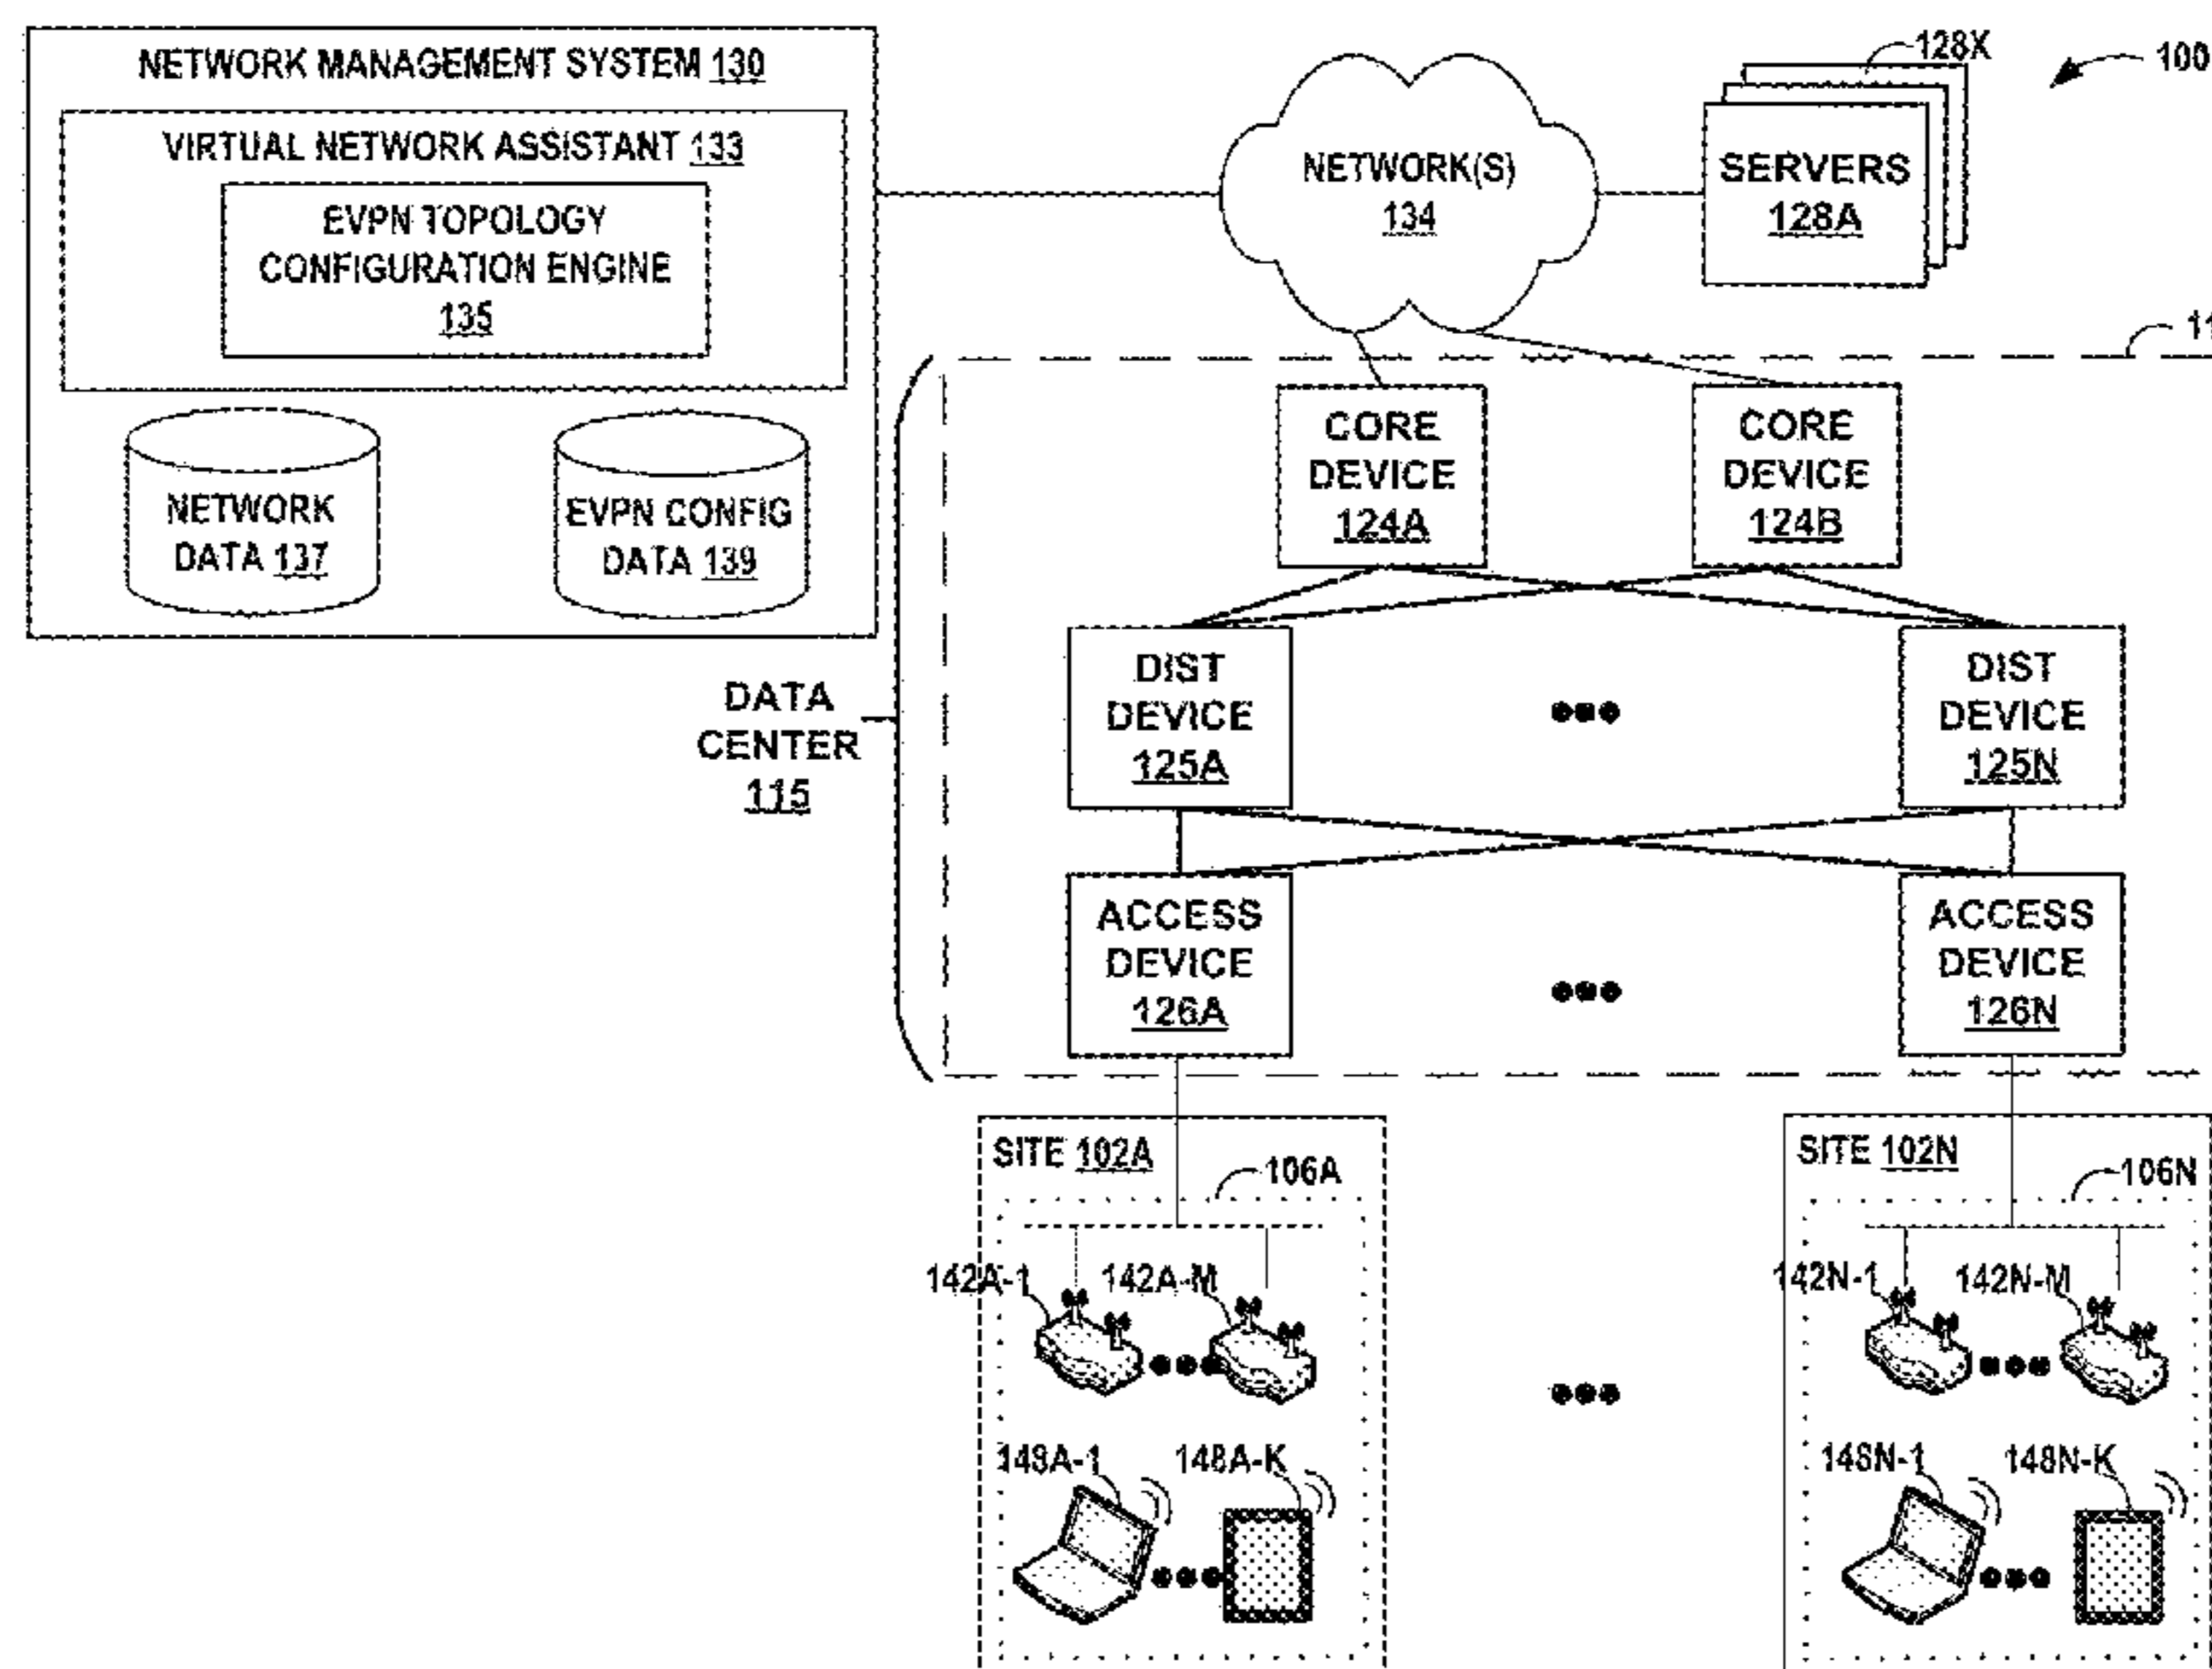 NETWORK MANAGEMENT SYSTEM 130
VIRTUAL NETWORK ASSISTANT 133
EVPN TOPOLOGY
CONFIGURATION ENGINE
135
NETWORK
DATA 137
EVPN CONFIG
DATA 139
NETWORK(S)
134
128X
SERVERS
128A
100
11
DATA
CENTER
115
CORE
DEVICE
124A
CORE
DEVICE
124B
DIST
DEVICE
125A
DIST
DEVICE
125N
ACCESS
DEVICE
126A
ACCESS
DEVICE
126N
SITE 102A
106A
142A-1
142A-M
148A-1
148A-K
SITE 102N
106N
142N-1
142N-M
148N-1
148N-K